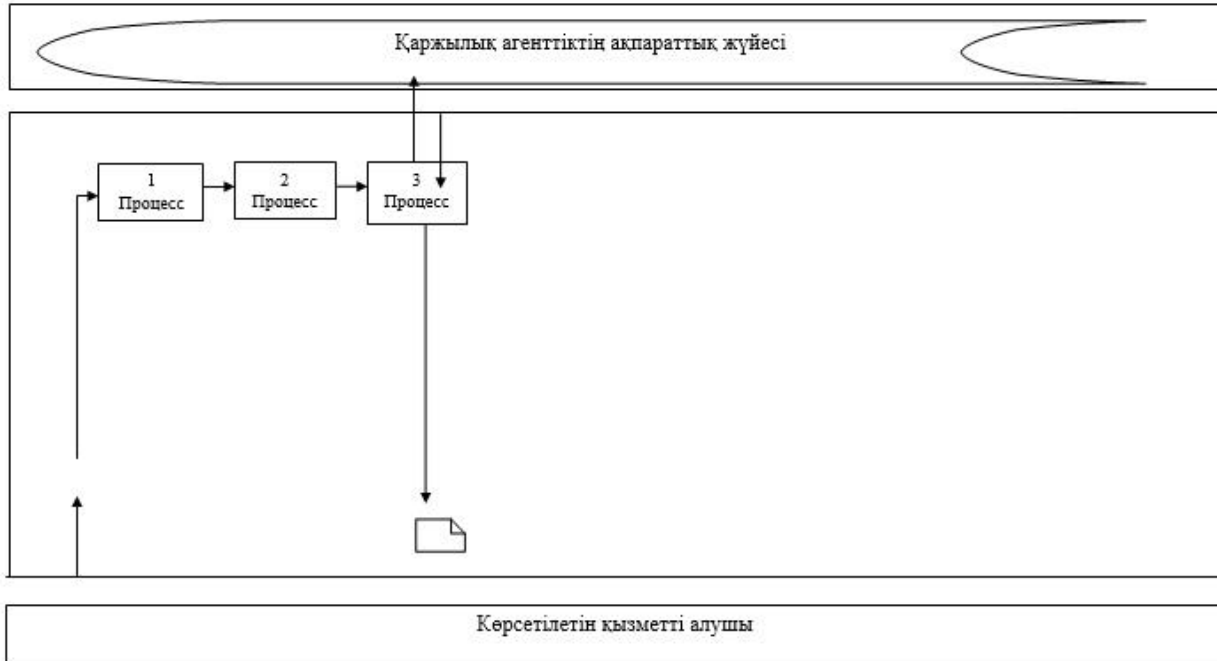 Қаржылық агенттіктің ақпараттық жүйесі
1
Процесс
2
Процесс
3
Процесс
Көрсетілетін қызметті алушы